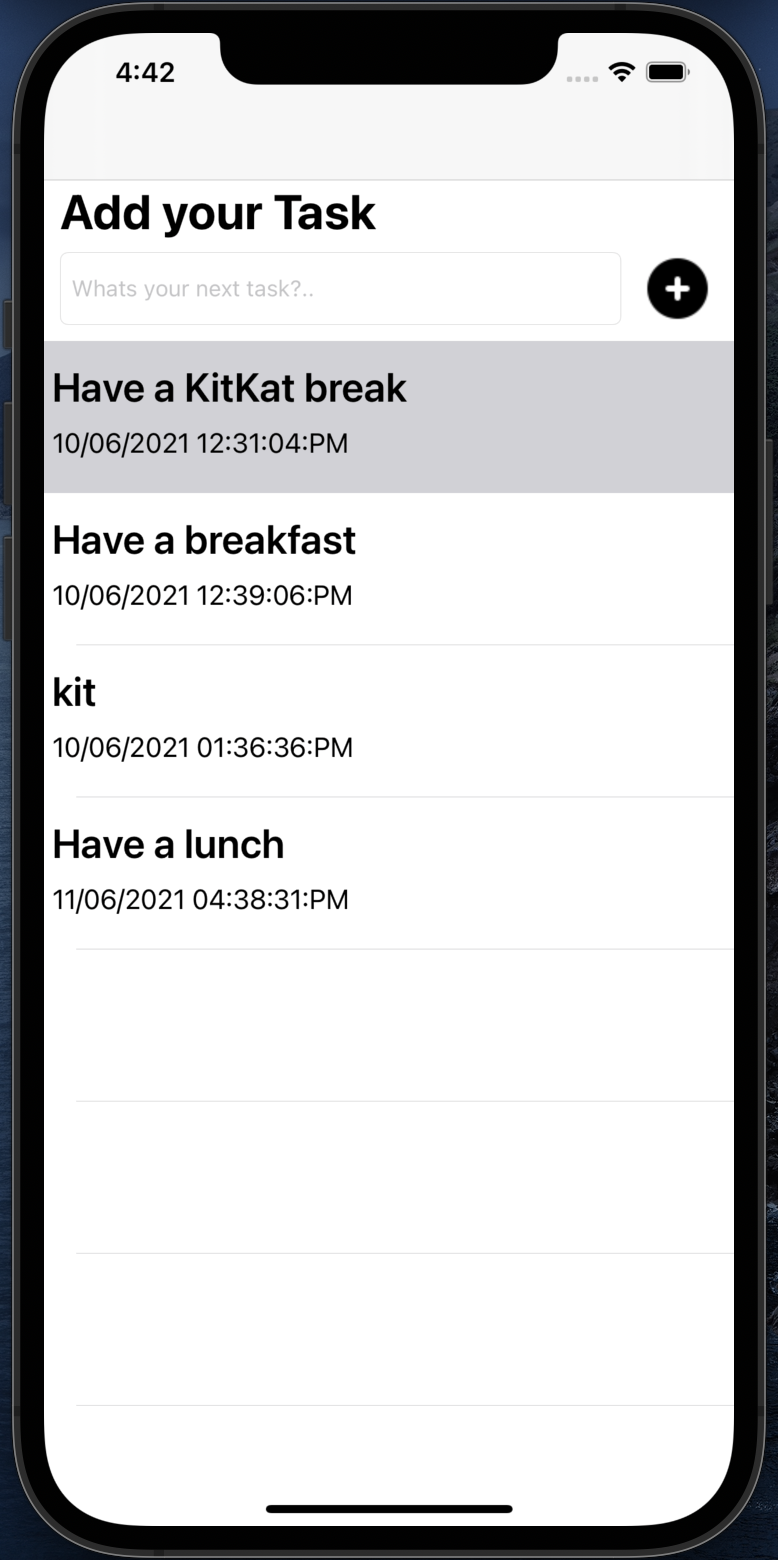 4:42
Add your Task
Whats your next task?..
Have a KitKat break
10/06/2021 12:31:04:PM
Have a breakfast
10/06/2021 12:39:06:PM
kit
10/06/2021 01:36:36:PM
Have a lunch
11/06/2021 04:38:31:PM